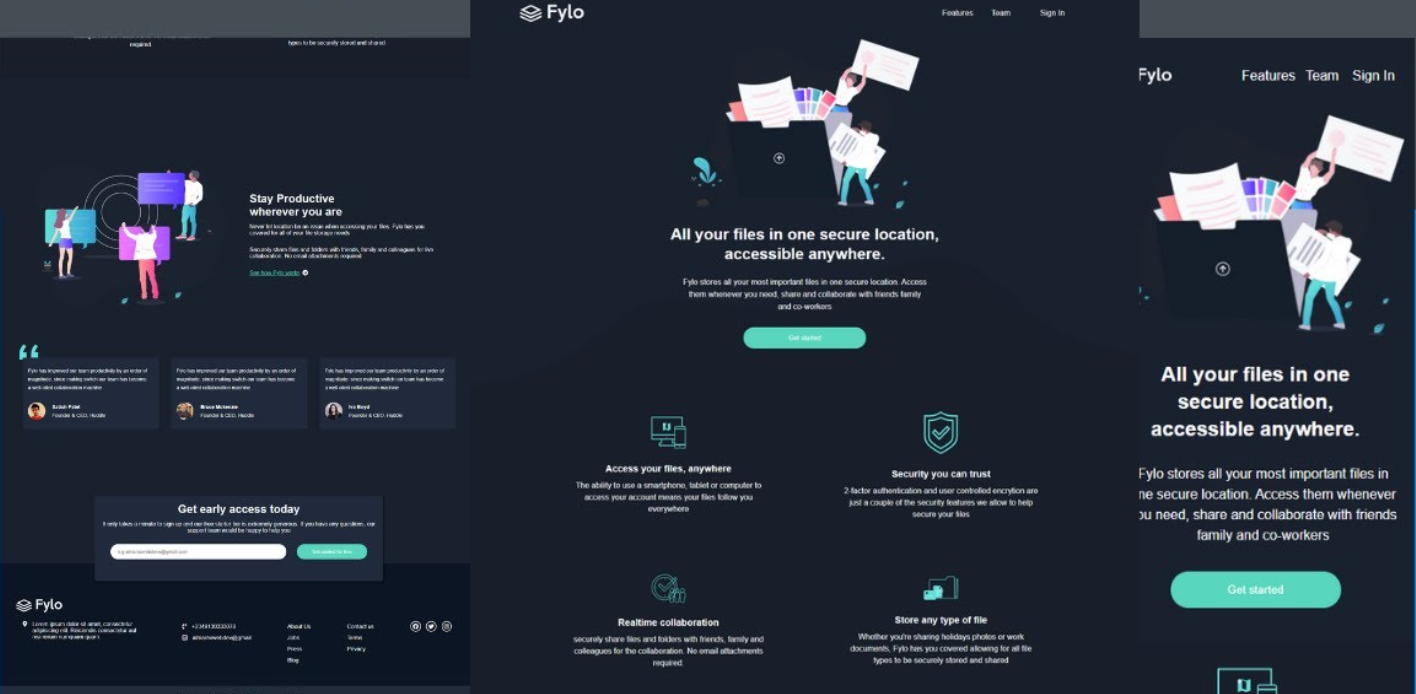 required
types to be securely stored and shared
Stay Productive
wherever you are
Never let location be an issue when accessing your files. Fylo has you
covered for all of your file storage needs
Securely share files and folders with friends, family and colleagues for live
collaboration. No email attachments required
See how Fylo works
Fylo has improved our team productivity by an order of
magnitude. since making switch our team has become
a well oiled collaboration machine
Satish Patel
Founder & CEO, Huddle
Fylo has improved our team productivity by an order of
magnitude. since making switch our team has become
a well oiled collaboration machine
Bruce Mckenzie
Founder & CEO, Huddle
Fylo has improved our team productivity by an order of
magnitude. since making switch our team has become
a well oiled collaboration machine
Iva Boyd
Founder & CEO, Huddle
Get early access today
It only takes a minute to sign up and our free starter tier is extremely generous. If you have any questions, our
support team would be happy to help you
Get started for free
Fylo
Lorem ipsum dolor sit amet, consectetur
adipiscing elit.
About Us
Jobs
Press
Blog
Contact us
Terms
Privacy
Fylo
Features Team Sign In
All your files in one secure location,
accessible anywhere.
Fylo stores all your most important files in one secure location. Access
them whenever you need, share and collaborate with friends family
and co-workers
Get started
Access your files, anywhere
The ability to use a smartphone, tablet or computer to
access your account means your files follow you
everywhere
Security you can trust
2-factor authentication and user controlled encrytion are
just a couple of the security features we allow to help
secure your files
Realtime collaboration
securely share files and folders with friends, family and
colleagues for the collaboration. No email attachments
required.
Store any type of file
Whether you're sharing holidays photos or work
documents, Fylo has you covered allowing for all file
types to be securely stored and shared
Fylo
Features Team Sign In
All your files in one
secure location,
accessible anywhere.
Fylo stores all your most important files in
ne secure location. Access them whenever
ou need, share and collaborate with friends
family and co-workers
Get started